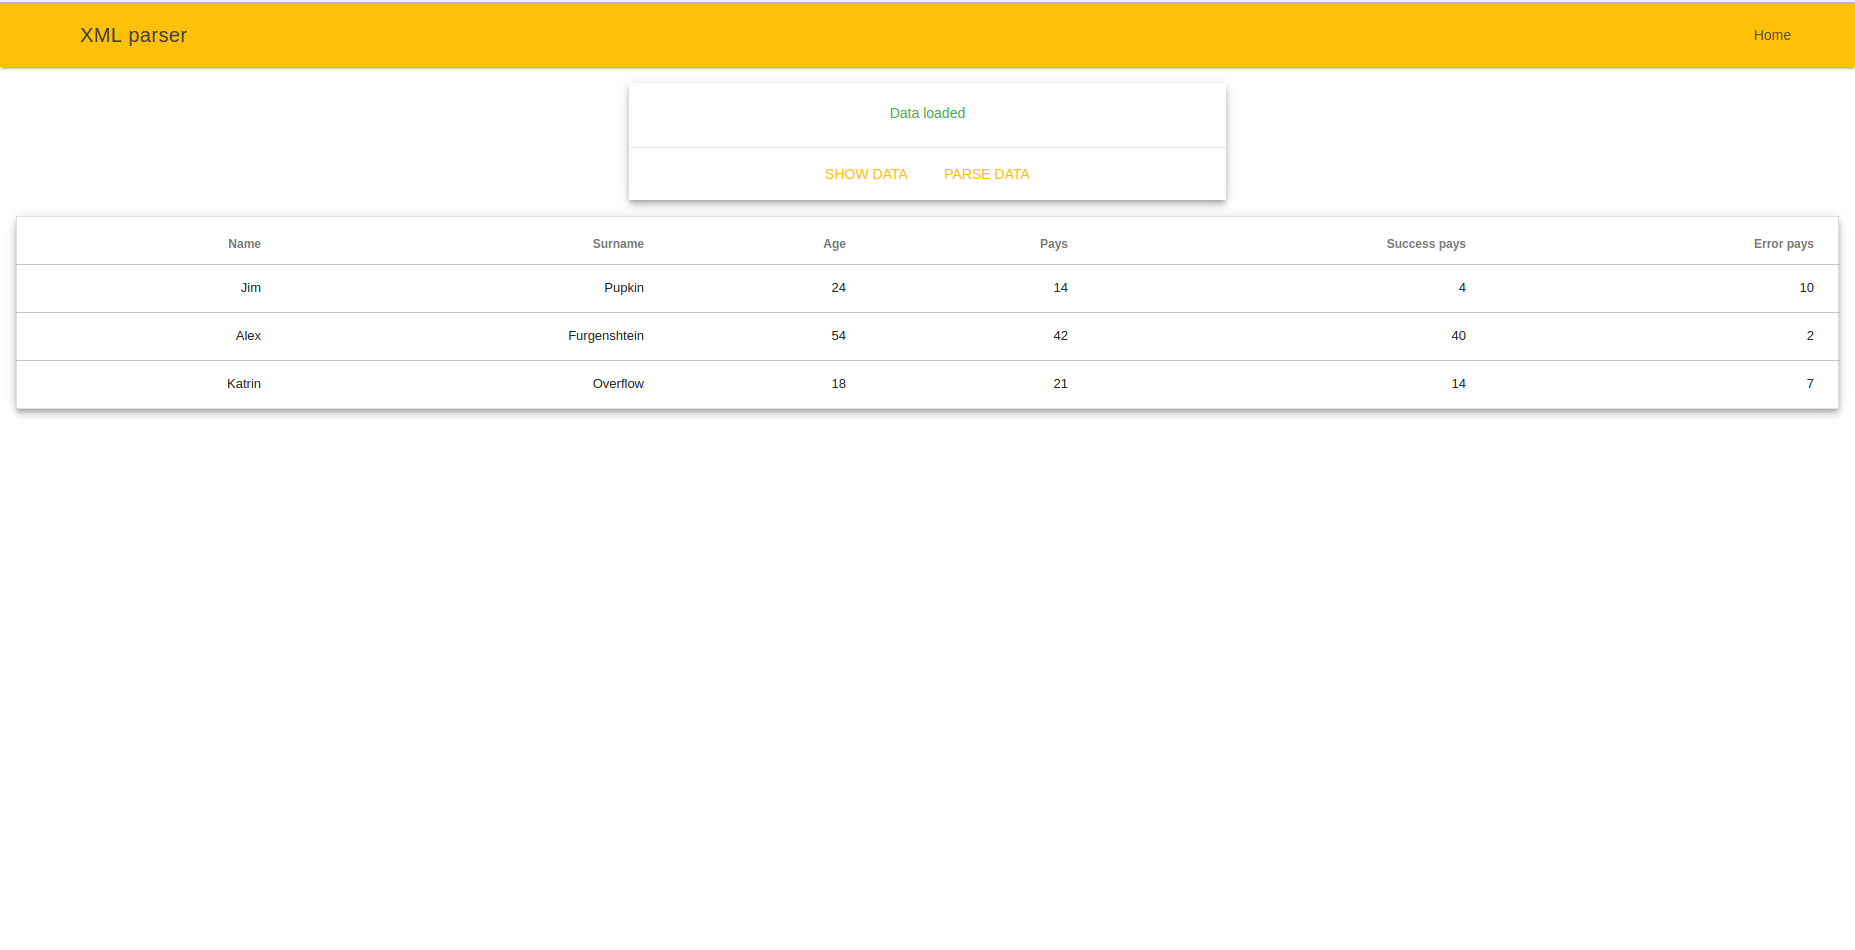 XML parser Home
Data loaded
SHOW DATA PARSE DATA
Name Surname Age Pays Success pays Error pays
Jim Pupkin 24 14 4 10
Alex Furgenshtein 54 42 40 2
Katrin Overflow 18 21 14 7